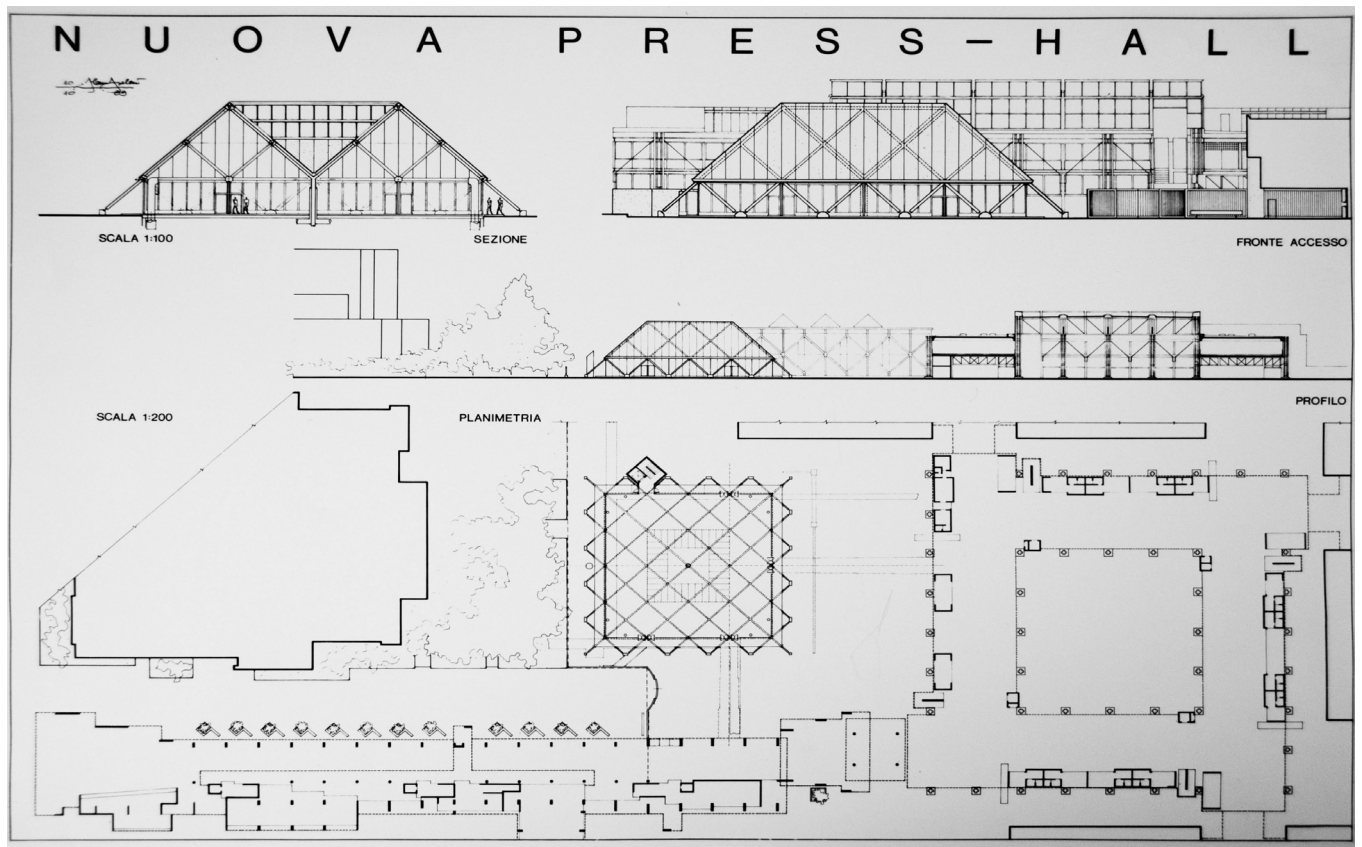 NUOVA PRESS-HALL
SCALA 1:100
SEZIONE
FRONTE ACCESSO
PROFILO
SCALA 1:200
PLANIMETRIA